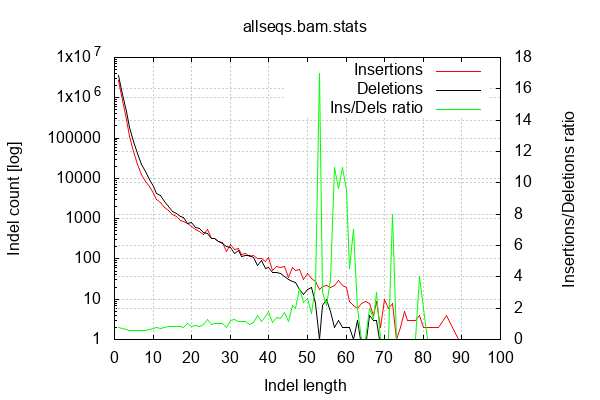 allseqs.bam.stats
Indel count [log]
1x10^7
1x10^6
100000
10000
1000
100
10
1
Insertions
Deletions
Ins/Dels ratio
18
16
14
12
10
8
6
4
2
0
Insertions/Deletions ratio
0 10 20 30 40 50 60 70 80 90 100
Indel length